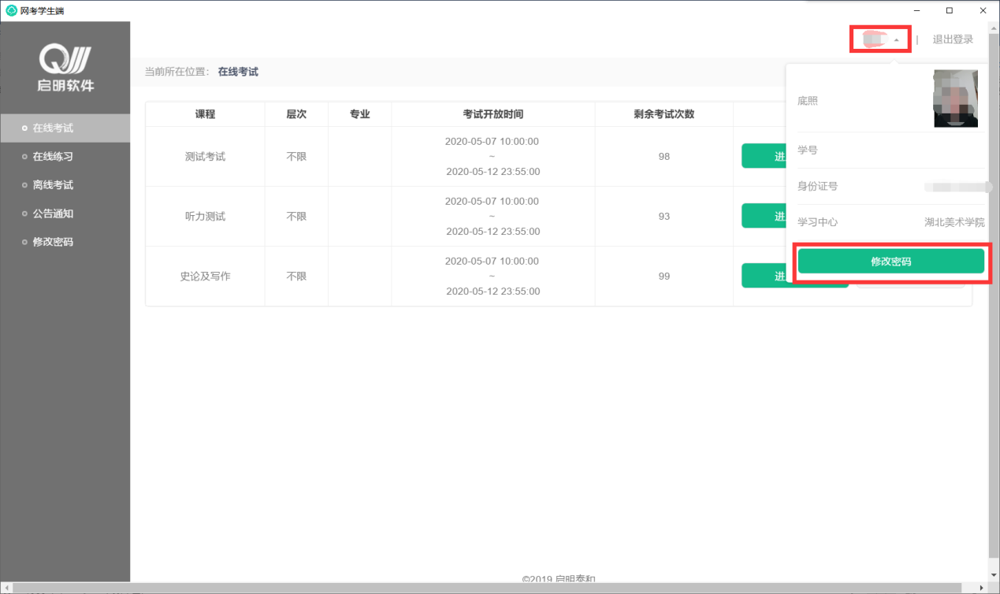 网考学生端
启明软件
在线考试
在线练习
离线考试
公告通知
修改密码
| 退出登录
当前所在位置： 在线考试
课程 层次 专业 考试开放时间 剩余考试次数
测试考试 不限 2020-05-07 10:00:00 ~ 2020-05-12 23:55:00 98 进
听力测试 不限 2020-05-07 10:00:00 ~ 2020-05-12 23:55:00 93 进
史论及写作 不限 2020-05-07 10:00:00 ~ 2020-05-12 23:55:00 99 进
底照
学号
身份证号
学习中心 湖北美术学院
修改密码
©2019 启明泰和